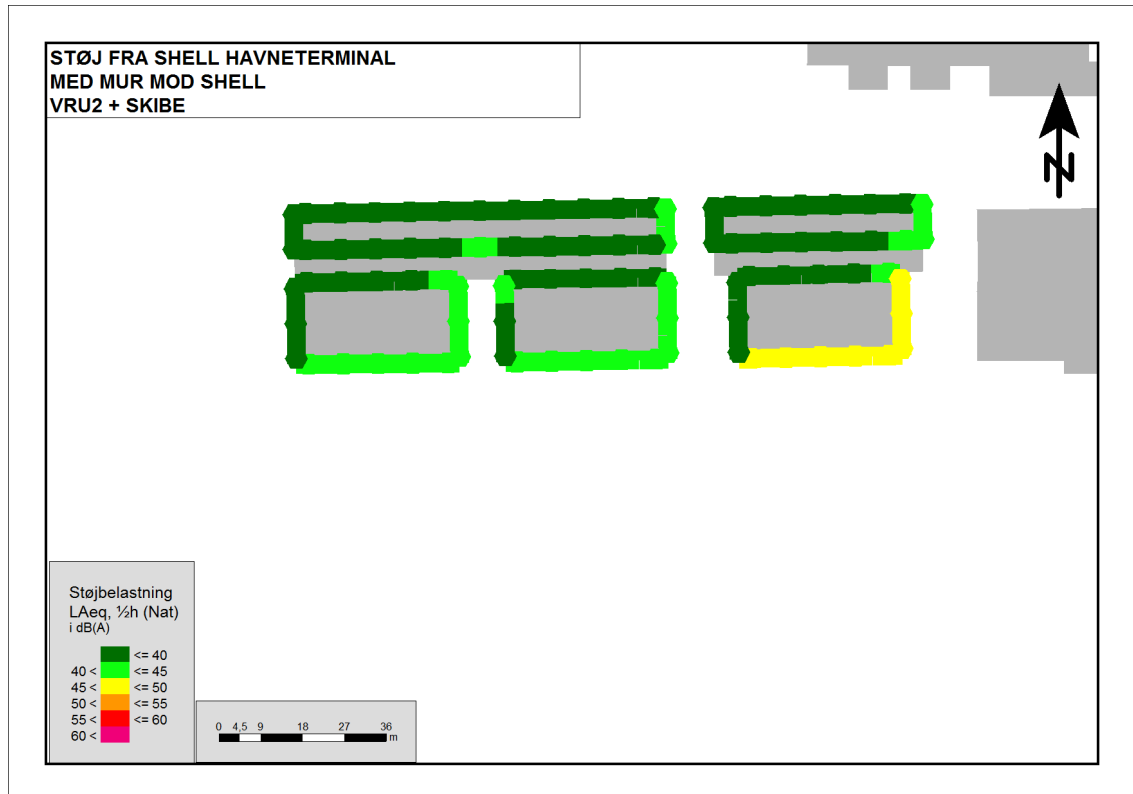 STØJ FRA SHELL HAVNETERMINAL
MED MUR MOD SHELL
VRU2 + SKIBE
N
Støjbelastning
LAeq, ½h (Nat)
i dB(A)
<= 40
40 < <= 45
45 < <= 50
50 < <= 55
55 < <= 60
60 <
0 4,5 9 18 27 36
m